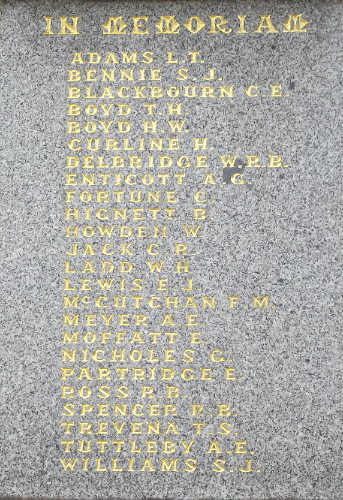 IN MEMORIAM
ADAMS L.T.
BENNIE S.J.
BLACKBOURN C.E.
BOYD T.H.
BOYD H.W.
CURLINE H.
DELBRIDGE W.R.B.
ENTICOTT A.G.
FORTUNE C.
HIGNETT B.
HOWDEN W.
JACK C.R.
LADD W.H.
LEWIS E.J.
McCUTCHAN F.M.
MEYER A.E.
MOFFATT E.
NICHOLES G.
PARTRIDGE E.
ROSS R.R.
SPENCER P.B.
TREVENA T.S.
TUTTLEBY A.E.
WILLIAMS S.J.